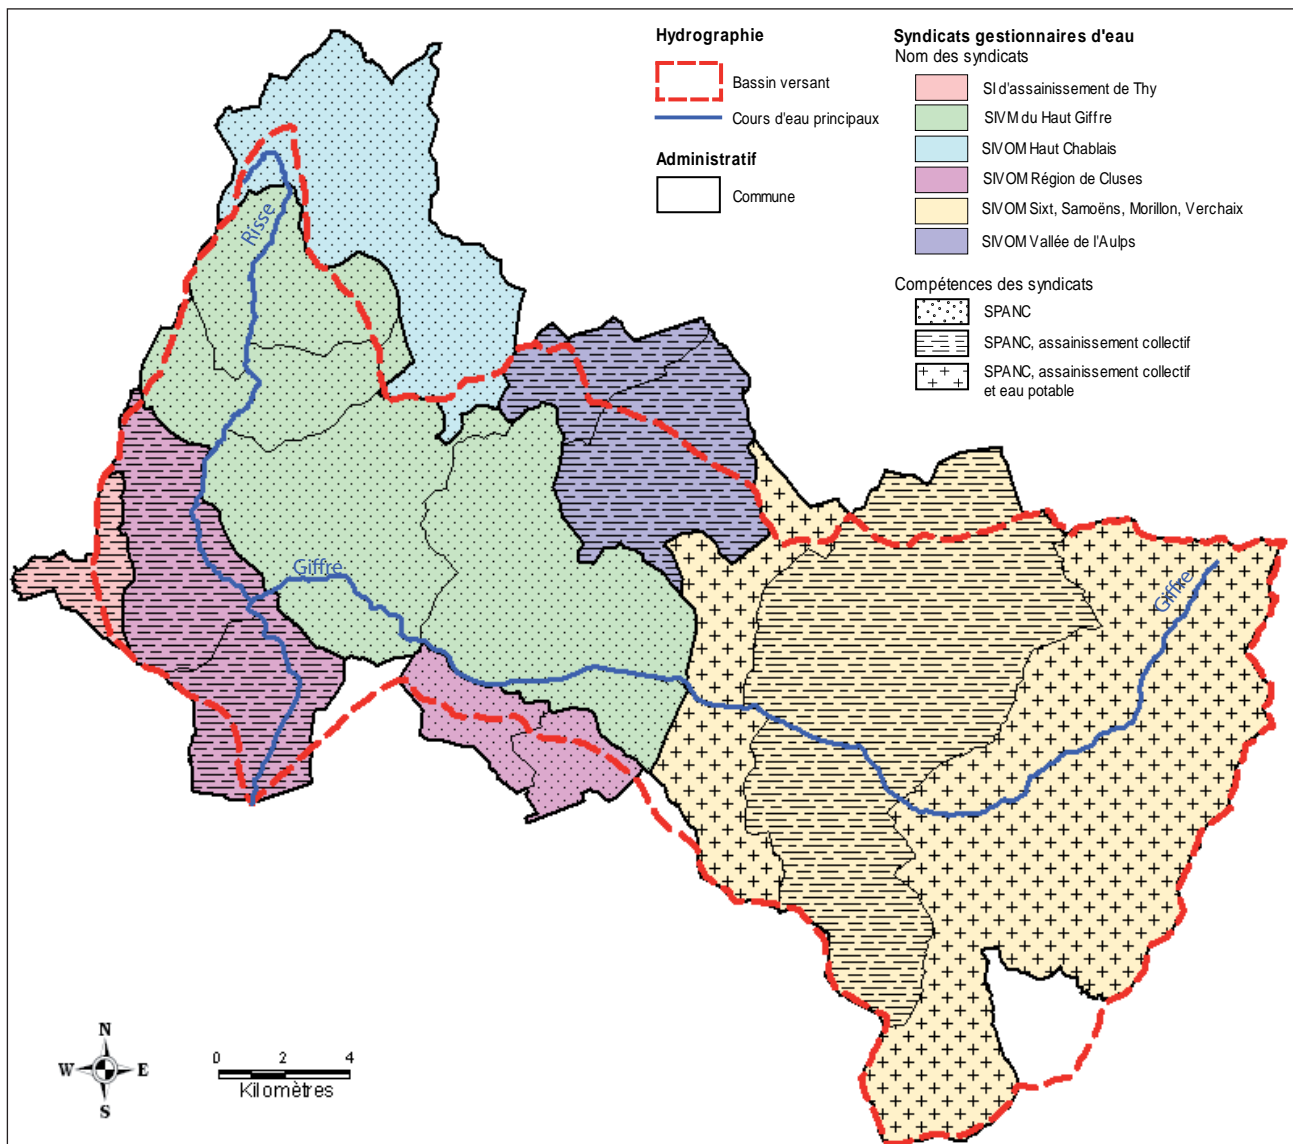 Hydrographie
Bassin versant
Cours d'eau principaux
Administratif
Commune
Syndicats gestionnaires d'eau
Nom des syndicats
SI d'assainissement de Thy
SIVM du Haut Giffre
SIVOM Haut Chablais
SIVOM Région de Cluses
SIVOM Sixt, Samoëns, Morillon, Verchaix
SIVOM Vallée de l'Aulps
Compétences des syndicats
SPANC
SPANC, assainissement collectif
SPANC, assainissement collectif
et eau potable
Risse
Giffre
Giffre
N
W E
S
0 2 4
Kilomètres